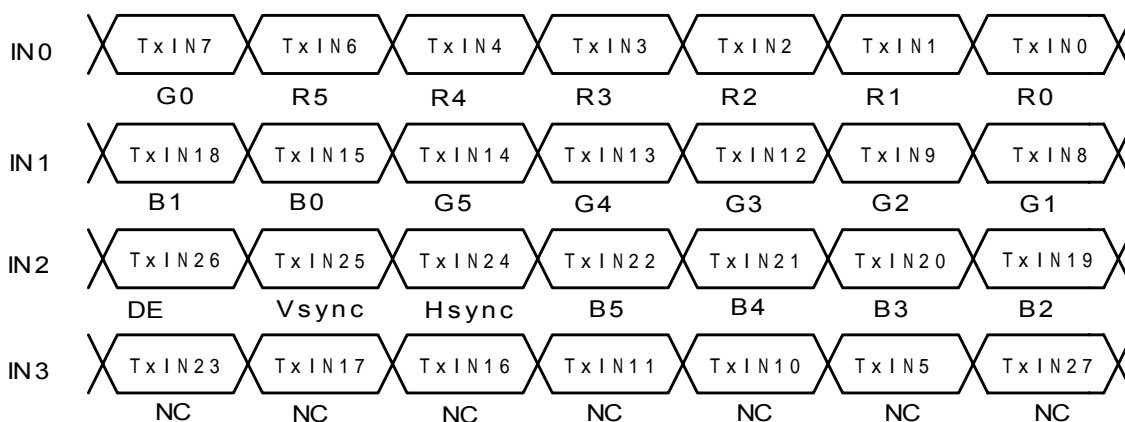 IN0 TxIN7 TxIN6 TxIN4 TxIN3 TxIN2 TxIN1 TxIN0
G0 R5 R4 R3 R2 R1 R0
IN1 TxIN18 TxIN15 TxIN14 TxIN13 TxIN12 TxIN9 TxIN8
B1 B0 G5 G4 G3 G2 G1
IN2 TxIN26 TxIN25 TxIN24 TxIN22 TxIN21 TxIN20 TxIN19
DE Vsync Hsync B5 B4 B3 B2
IN3 TxIN23 TxIN17 TxIN16 TxIN11 TxIN10 TxIN5 TxIN27
NC NC NC NC NC NC NC